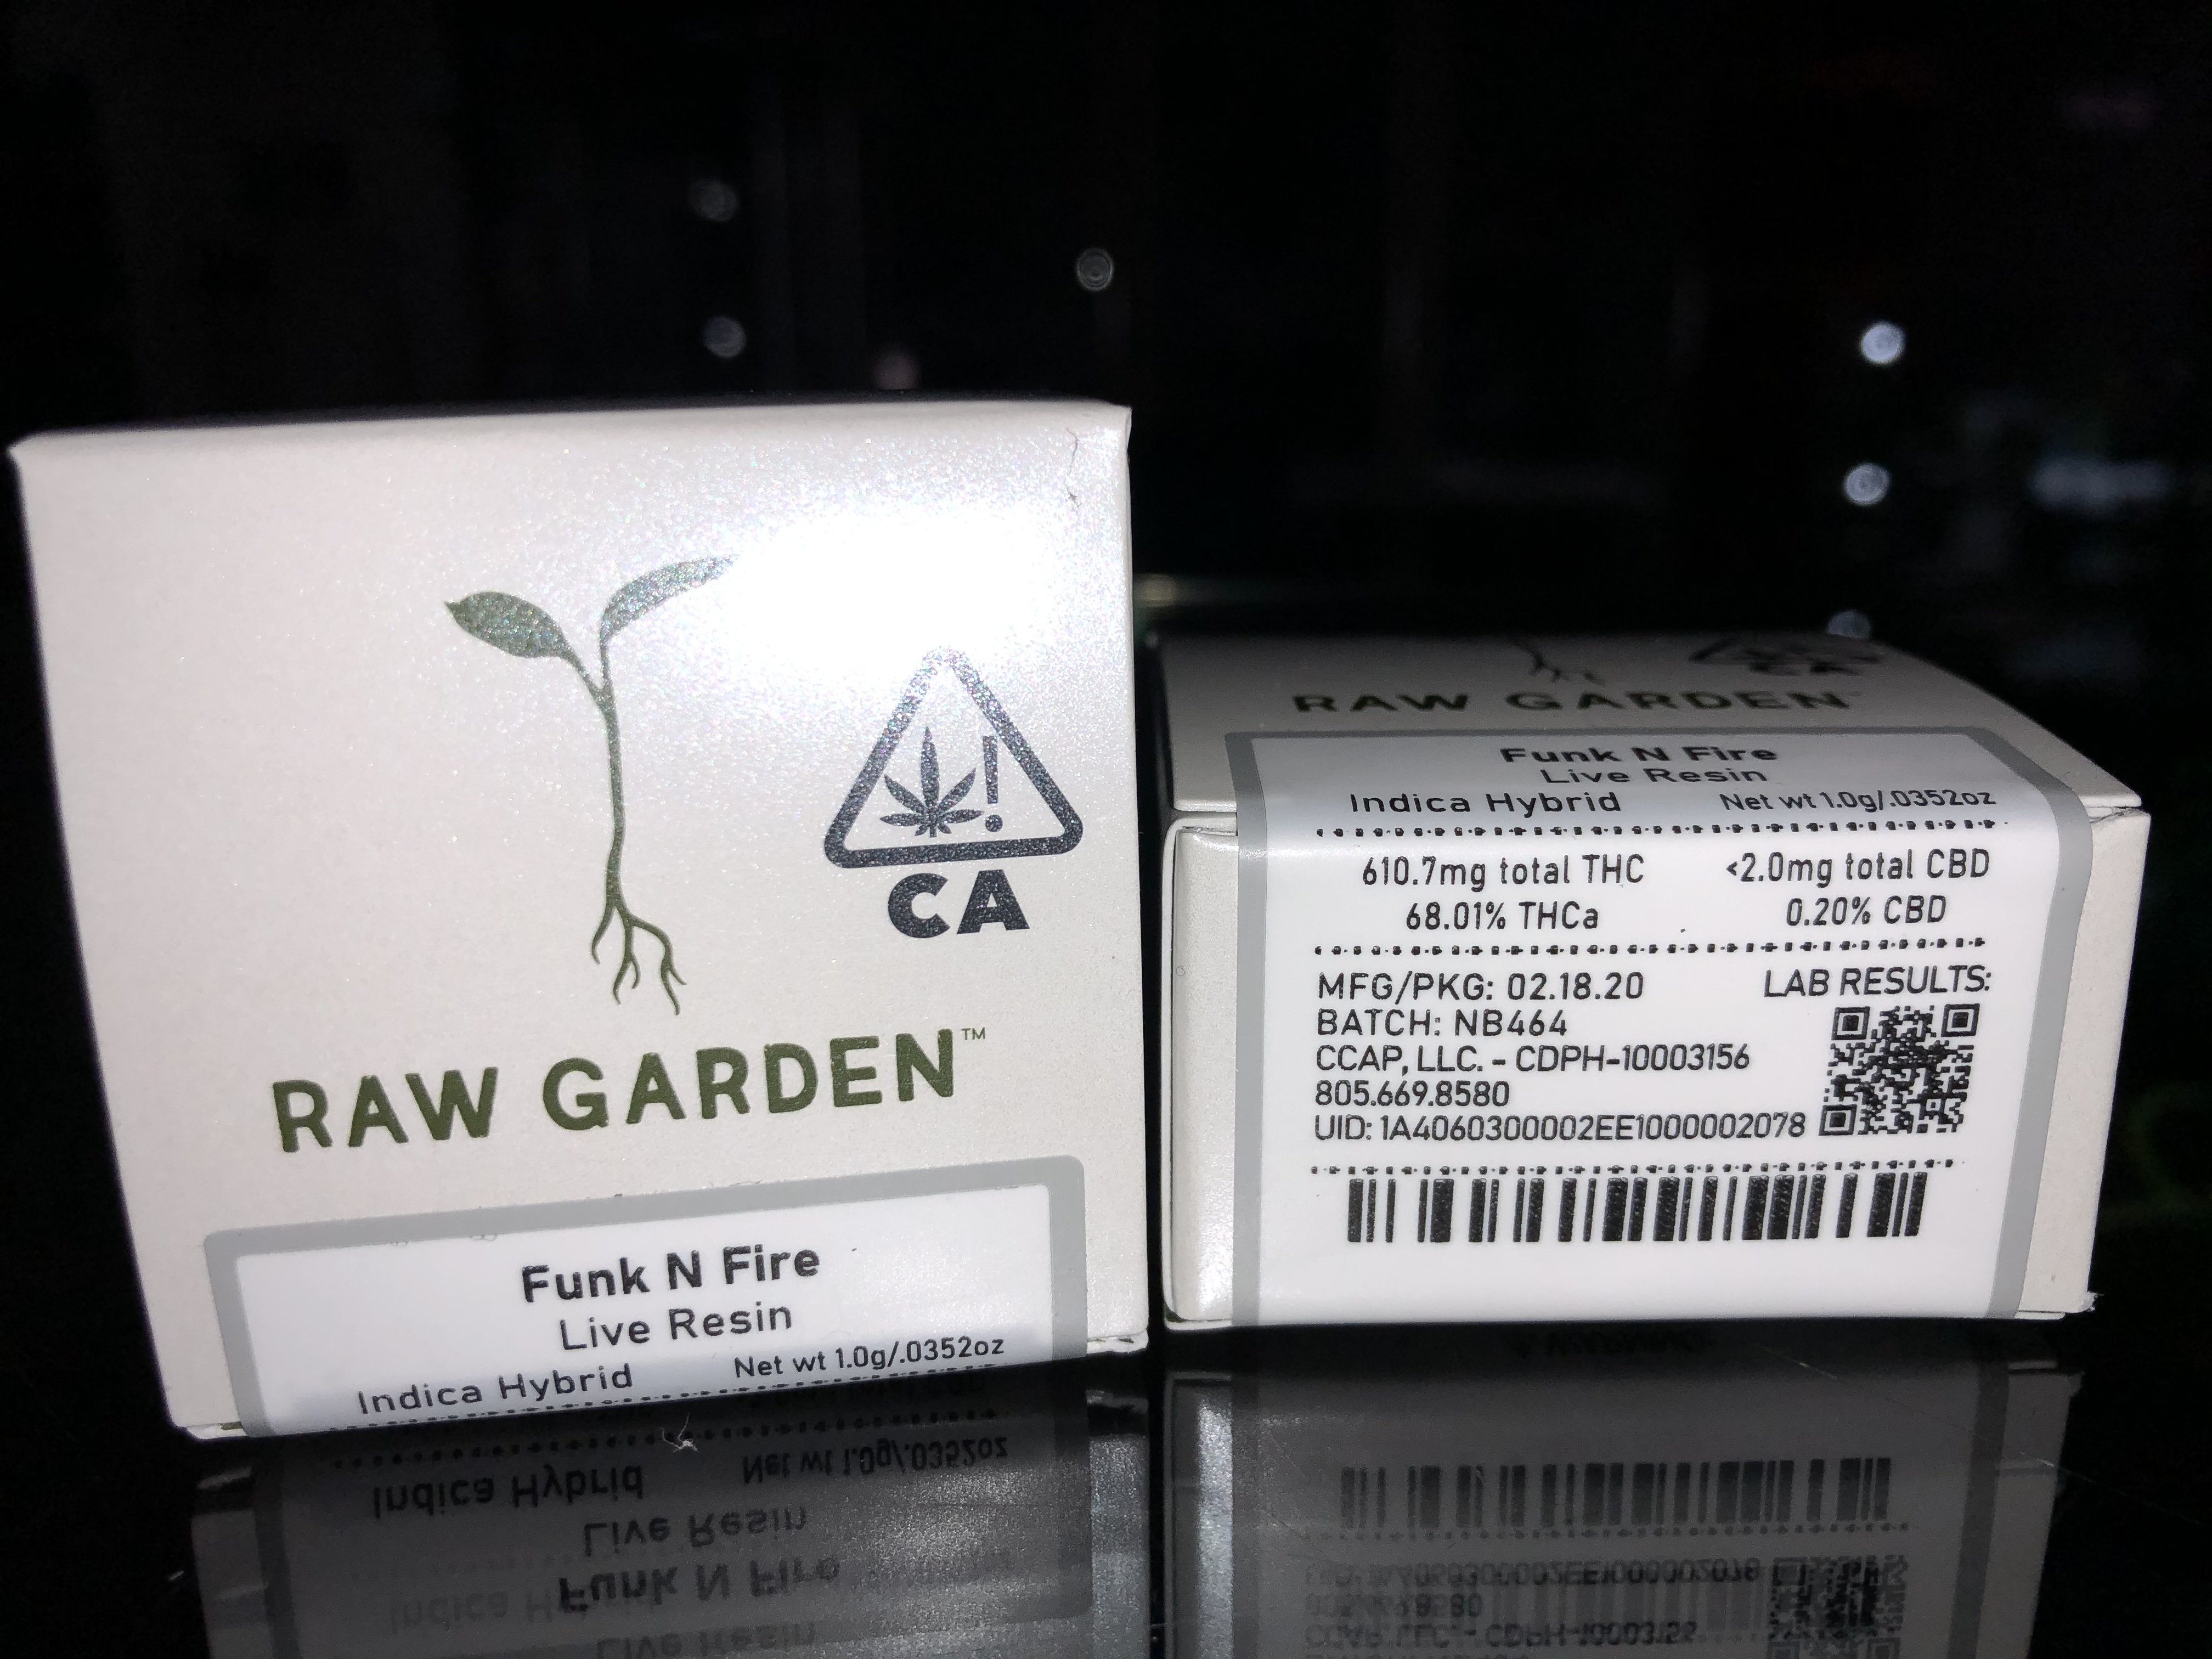 CA
RAW GARDEN™
Funk N Fire
Live Resin
Indica Hybrid Net wt 1.0g/.0352oz
CA
RAW GARDEN
Funk N Fire
Live Resin
Indica Hybrid Net wt 1.0g/.0352oz
610.7mg total THC <2.0mg total CBD
68.01% THCa 0.20% CBD
MFG/PKG: 02.18.20 LAB RESULTS:
BATCH: NB464
CCAP, LLC. - CDPH-10003156
805.669.8580
UID: 1A4060300002EE1000002078